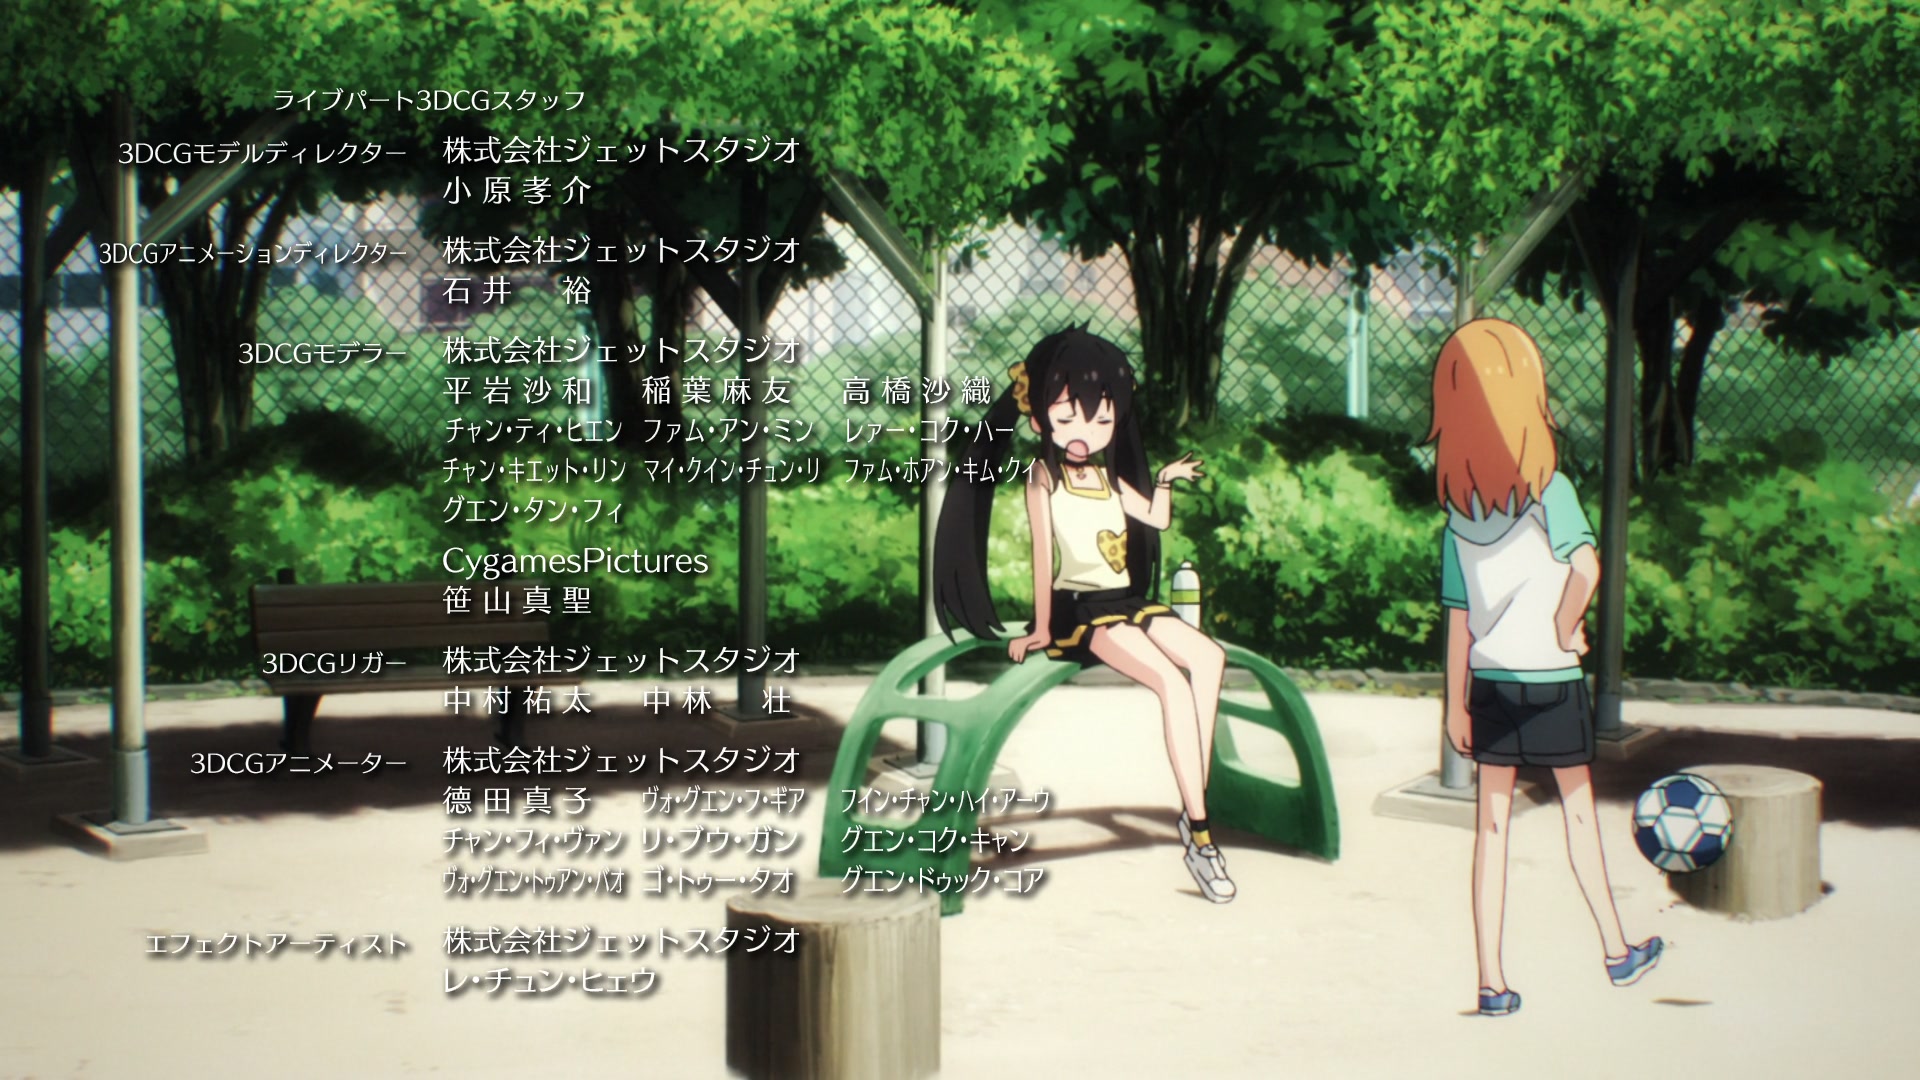 ライブパート3DCGスタッフ
3DCGモデルディレクター 株式会社ジェットスタジオ
小原孝介
3DCGアニメーションディレクター 株式会社ジェットスタジオ
石井 裕
3DCGモデラー 株式会社ジェットスタジオ
平岩沙和 稲葉麻友 高橋沙織
チャン・ティ・ヒエン ファム・アン・ミン レァー・コク・ハー
チャン・キエット・リン マイ・クイン・チュン・リ ファム・ホアン・キム・クイ
グエン・タン・フィ
CygamesPictures
笹山真聖
3DCGリガー 株式会社ジェットスタジオ
中村祐太 中林 壮
3DCGアニメーター 株式会社ジェットスタジオ
德田真子 ヴォ・グエン・フ・ギア フイン・チャン・ハイ・アーウ
チャン・フィ・ヴァン リ・ブウ・ガン グエン・コク・キャン
ヴォ・グエン・トゥアン・バオ ゴ・トゥー・タオ グエン・ドゥック・コア
エフェクトアーティスト 株式会社ジェットスタジオ
レ・チュン・ヒェウ